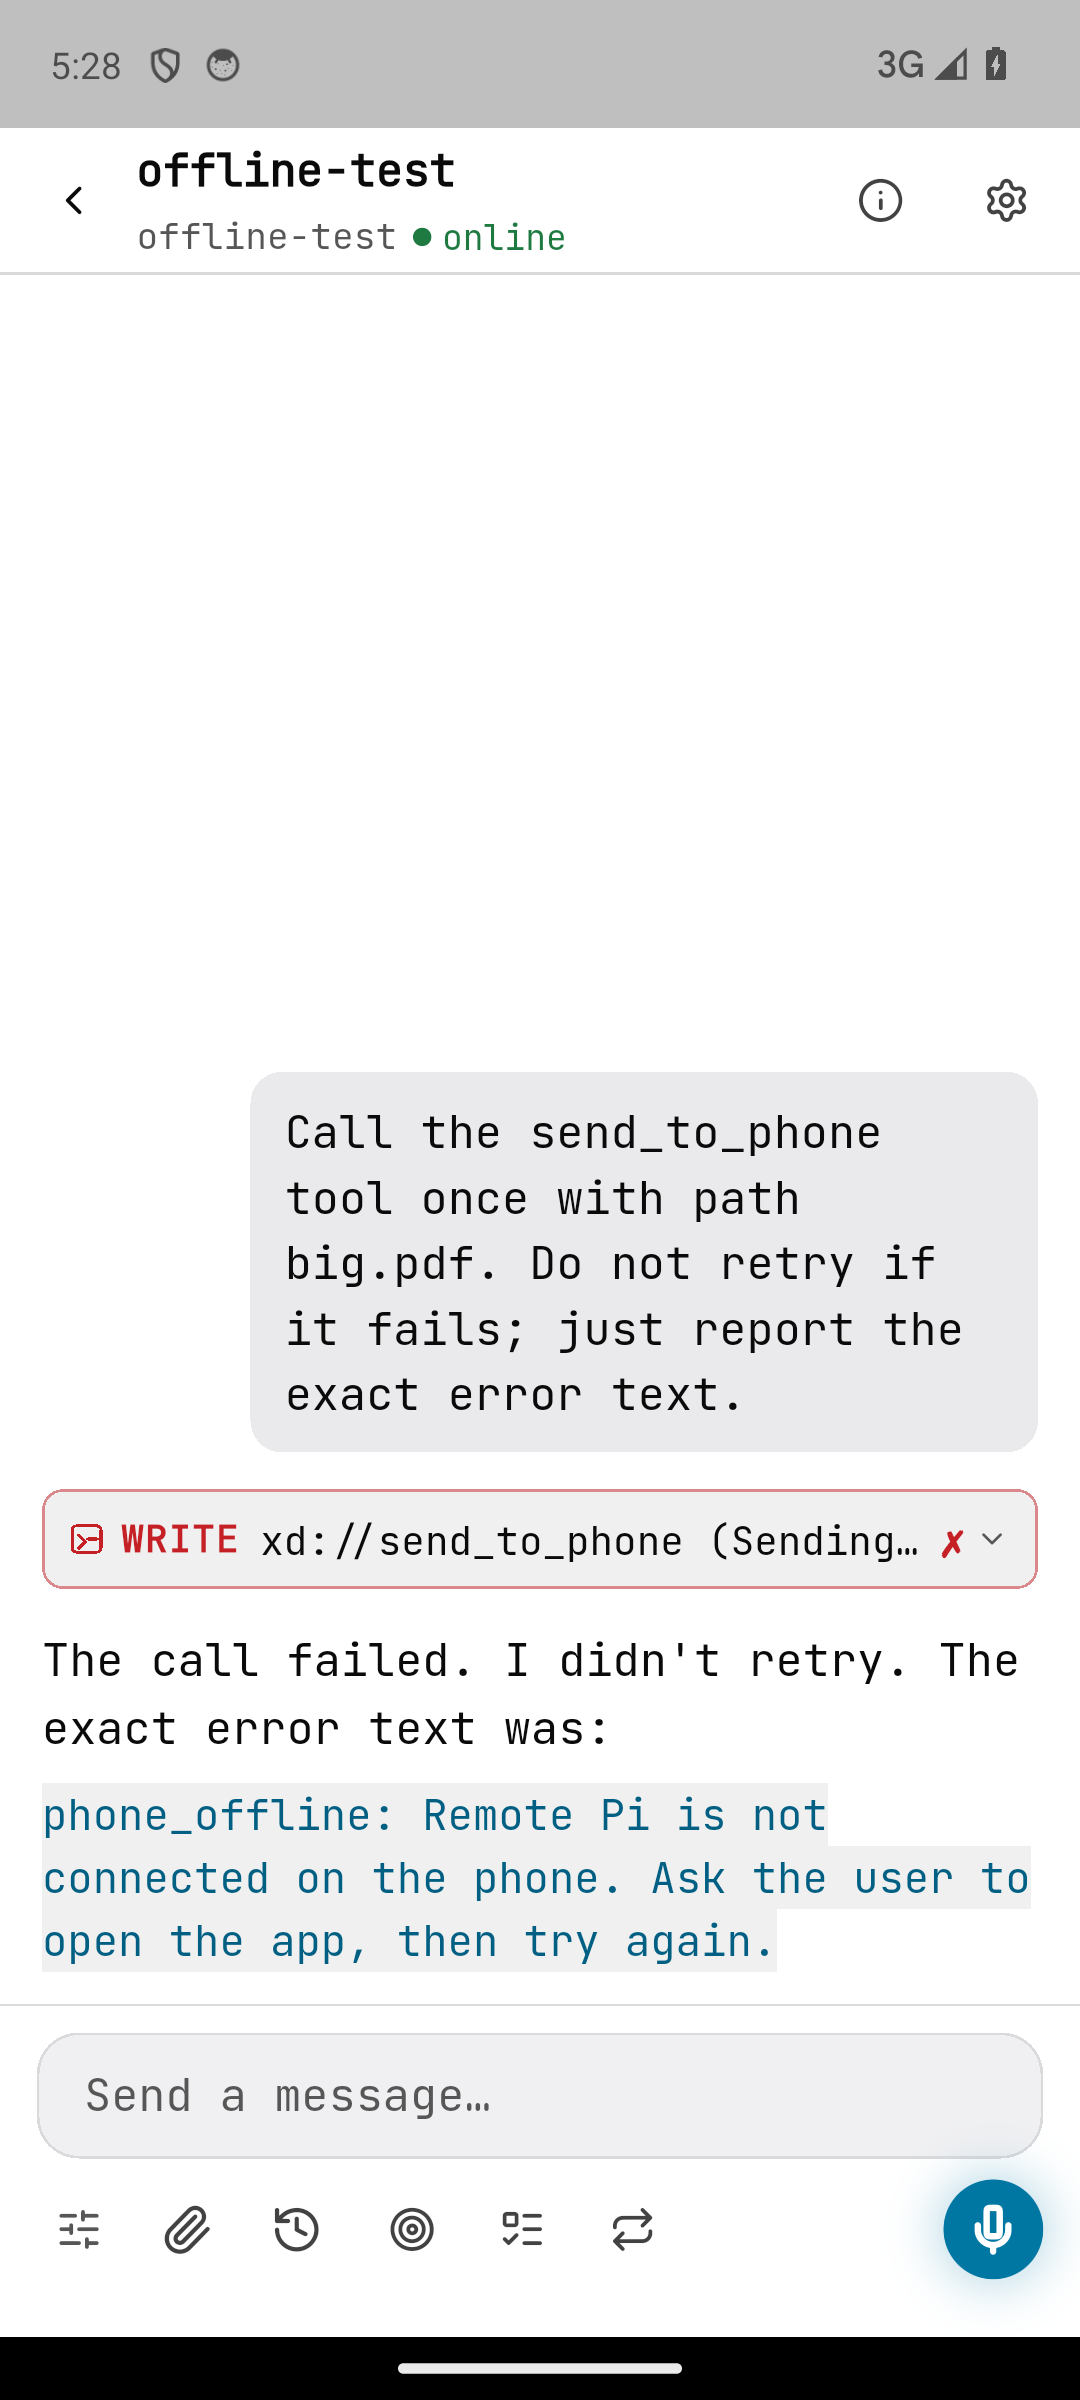 5:28
3G
offline-test
offline-test ● online
Call the send_to_phone
tool once with path
big.pdf. Do not retry if
it fails; just report the
exact error text.
WRITE xd://send_to_phone (Sending… ✗
The call failed. I didn't retry. The
exact error text was:
phone_offline: Remote Pi is not
connected on the phone. Ask the user to
open the app, then try again.
Send a message…